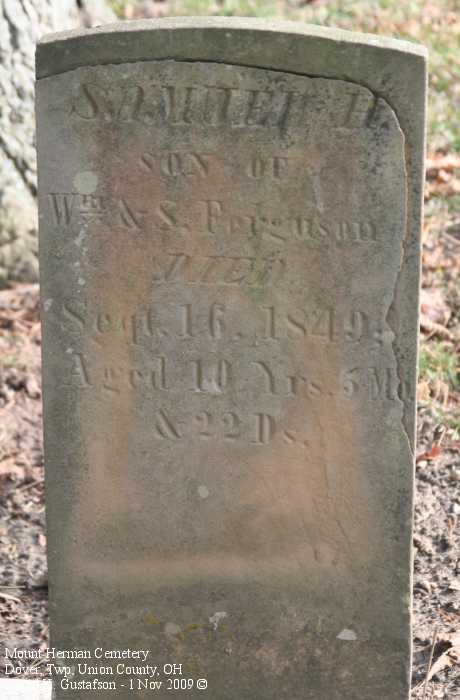 SAMUEL H.
SON OF
Wm & S. Ferguson
DIED
Sept. 16, 1849.
Aged 10 Yrs. 5 Mo
& 22 Ds.
Mount Herman Cemetery
Dover, Twp, Union County, OH
Gustafson - 1 Nov 2009 ©